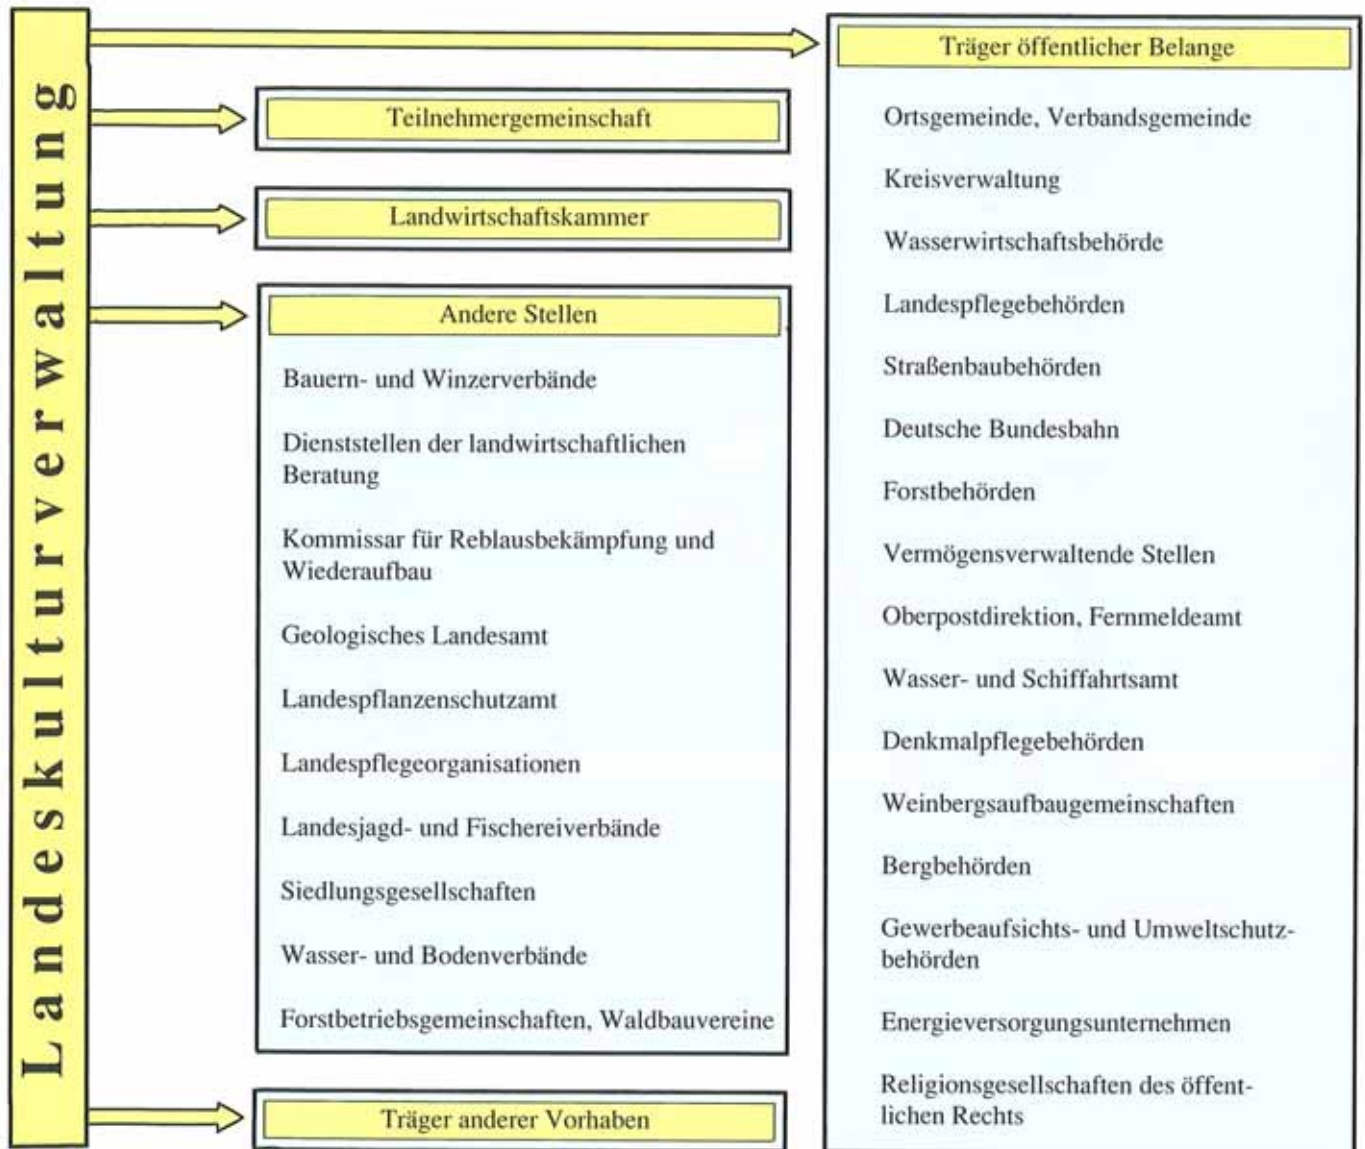 Landeskulturverwaltung
Teilnehmergemeinschaft
Landwirtschaftskammer
Andere Stellen
Bauern- und Winzerverbände
Dienststellen der landwirtschaftlichen
Beratung
Kommissar für Reblausbekämpfung und
Wiederaufbau
Geologisches Landesamt
Landespflanzenschutzamt
Landespflegeorganisationen
Landesjagd- und Fischereiverbände
Siedlungsgesellschaften
Wasser- und Bodenverbände
Forstbetriebsgemeinschaften, Waldbauvereine
Träger anderer Vorhaben
Träger öffentlicher Belange
Ortsgemeinde, Verbandsgemeinde
Kreisverwaltung
Wasserwirtschaftsbehörde
Landespflegebehörden
Straßenbaubehörden
Deutsche Bundesbahn
Forstbehörden
Vermögensverwaltende Stellen
Oberpostdirektion, Fernmeldeamt
Wasser- und Schiffahrtsamt
Denkmalpflegebehörden
Weinbergsaufbaugemeinschaften
Bergbehörden
Gewerbeaufsichts- und Umweltschutz-
behörden
Energieversorgungsunternehmen
Religionsgesellschaften des öffent-
lichen Rechts